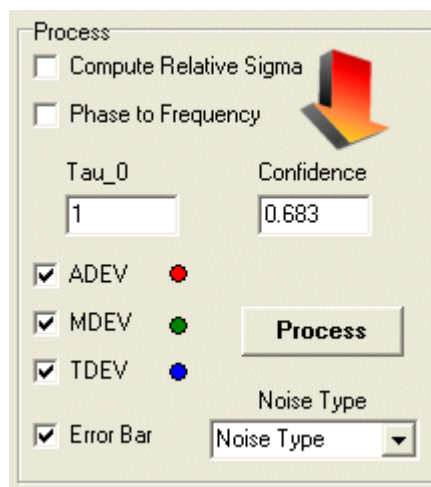 Process
Compute Relative Sigma
Phase to Frequency
Tau_0 Confidence
1 0.683
ADEV
MDEV
Process
TDEV
Noise Type
Error Bar
Noise Type